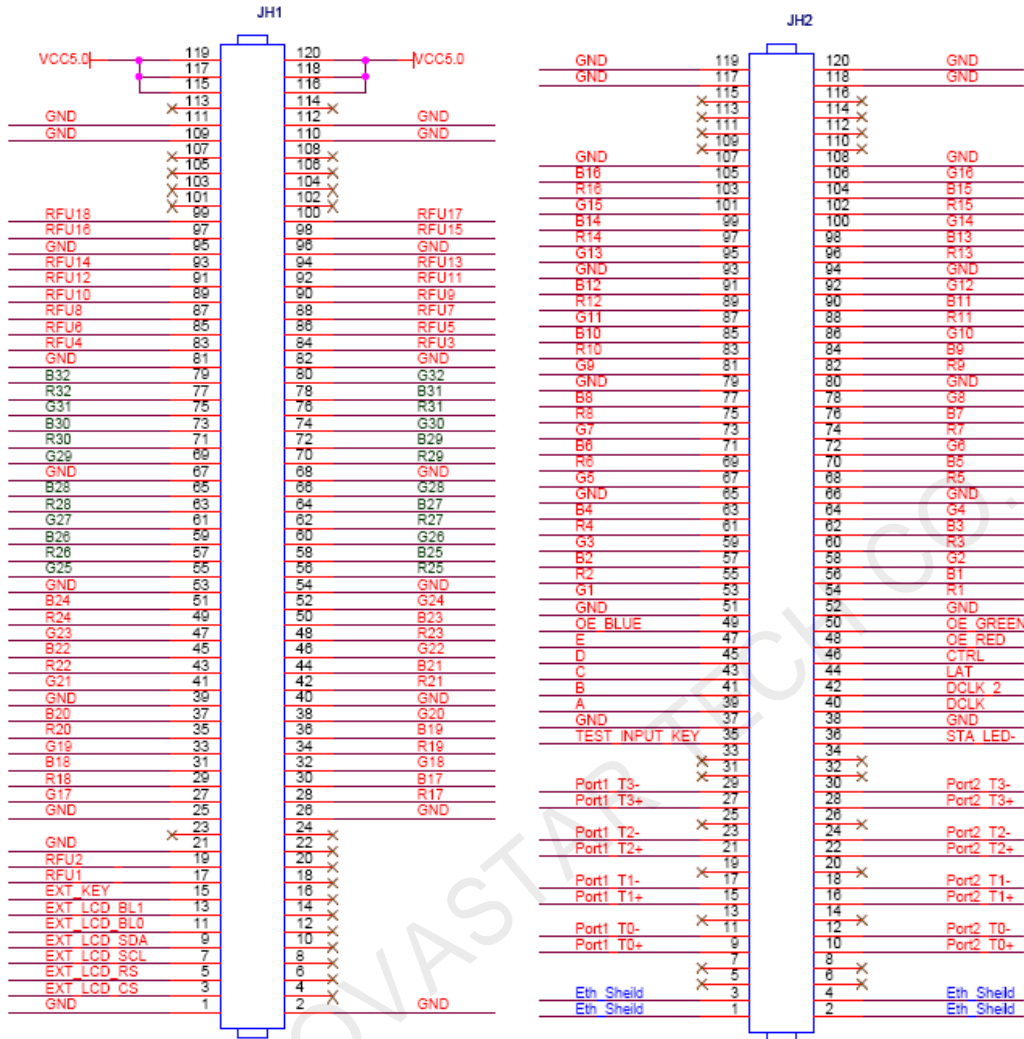 JH1
VCC5.0 119 120 VCC5.0
117 118
115 116
113 114
GND 111 112 GND
GND 109 110 GND
107 108
105 106
103 104
101 102
RFU18 99 100 RFU17
RFU16 97 98 RFU15
GND 95 96 GND
RFU14 93 94 RFU13
RFU12 91 92 RFU11
RFU10 89 90 RFU9
RFU8 87 88 RFU7
RFU6 85 86 RFU5
RFU4 83 84 RFU3
GND 81 82 GND
B32 79 80 G32
R32 77 78 B31
G31 75 76 R31
B30 73 74 G30
R30 71 72 B29
G29 69 70 R29
GND 67 68 GND
B28 65 66 G28
R28 63 64 B27
G27 61 62 R27
B26 59 60 G26
R26 57 58 B25
G25 55 56 R25
GND 53 54 GND
B24 51 52 G24
R24 49 50 B23
G23 47 48 R23
B22 45 46 G22
R22 43 44 B21
G21 41 42 R21
GND 39 40 GND
B20 37 38 G20
R20 35 36 B19
G19 33 34 R19
B18 31 32 G18
R18 29 30 B17
G17 27 28 R17
GND 25 26 GND
23 24
GND 21 22
RFU2 19 20
RFU1 17 18
EXT_KEY 15 16
EXT_LCD_BL1 13 14
EXT_LCD_BL0 11 12
EXT_LCD_SDA 9 10
EXT_LCD_SCL 7 8
EXT_LCD_RS 5 6
EXT_LCD_CS 3 4
GND 1 2 GND
JH2
GND 119 120 GND
GND 117 118 GND
115 116
113 114
111 112
109 110
GND 107 108 GND
B16 105 106 G16
R16 103 104 B15
G15 101 102 R15
B14 99 100 G14
R14 97 98 B13
G13 95 96 R13
GND 93 94 GND
B12 91 92 G12
R12 89 90 B11
G11 87 88 R11
B10 85 86 G10
R10 83 84 B9
G9 81 82 R9
GND 79 80 GND
B8 77 78 G8
R8 75 76 B7
G7 73 74 R7
B6 71 72 G6
R6 69 70 B5
G5 67 68 R5
GND 65 66 GND
B4 63 64 G4
R4 61 62 B3
G3 59 60 R3
B2 57 58 G2
R2 55 56 B1
G1 53 54 R1
GND 51 52 GND
OE_BLUE 49 50 OE_GREEN
E 47 48 OE_RED
D 45 46 CTRL
C 43 44 LAT
B 41 42 DCLK_2
A 39 40 DCLK
GND 37 38 GND
TEST_INPUT_KEY 35 36 STA_LED-
33 34
31 32
Port1_T3- 29 30 Port2_T3-
Port1_T3+ 27 28 Port2_T3+
25 26
Port1_T2- 23 24 Port2_T2-
Port1_T2+ 21 22 Port2_T2+
19 20
Port1_T1- 17 18 Port2_T1-
Port1_T1+ 15 16 Port2_T1+
13 14
Port1_T0- 11 12 Port2_T0-
Port1_T0+ 9 10 Port2_T0+
7 8
5 6
Eth_Sheild 3 4 Eth_Sheild
Eth_Sheild 1 2 Eth_Sheild
OVASTAR TECH CO.